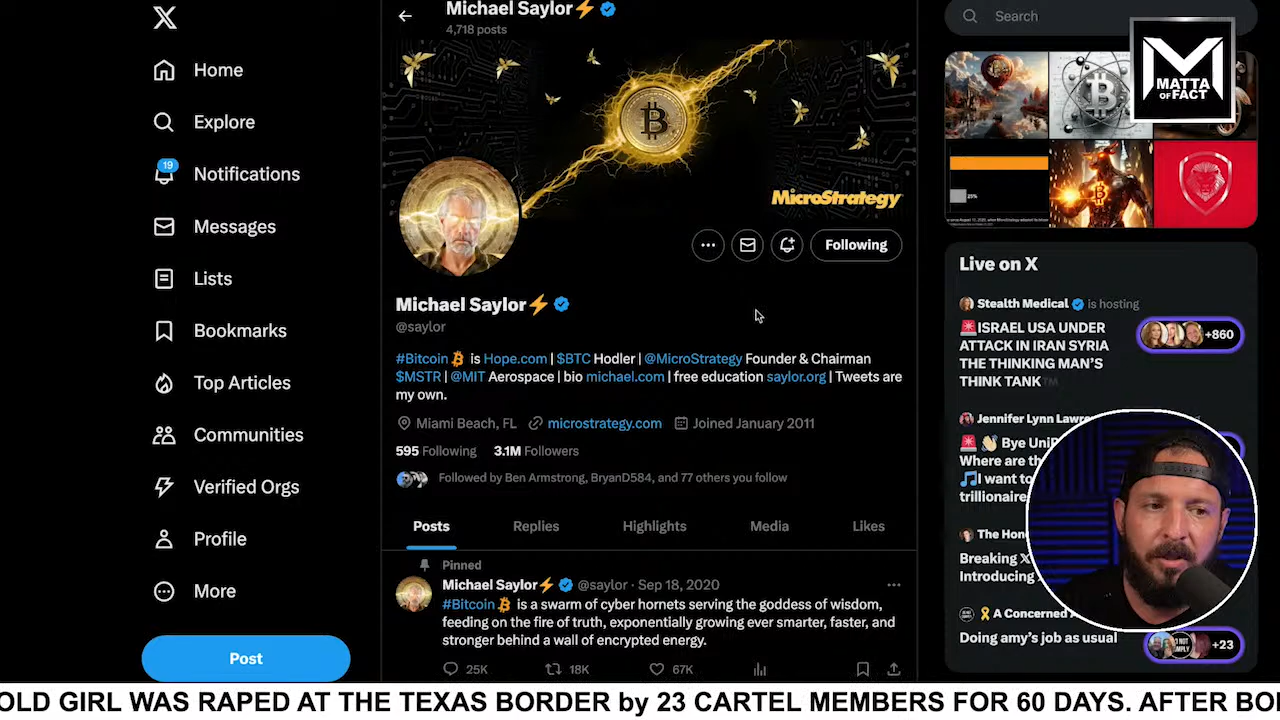 Michael Saylor⚡
4,718 posts
Home
Explore
19
Notifications
Messages
Lists
Bookmarks
Top Articles
Communities
Verified Orgs
Profile
More
Post
MicroStrategy
Following
Michael Saylor⚡
@saylor
#Bitcoin is Hope.com | $BTC Hodler | @MicroStrategy Founder & Chairman
$MSTR | @MIT Aerospace | bio michael.com | free education saylor.org | Tweets are
my own.
Miami Beach, FL microstrategy.com Joined January 2011
595 Following 3.1M Followers
Followed by Ben Armstrong, BryanD584, and 77 others you follow
Posts Replies Highlights Media Likes
Pinned
Michael Saylor⚡ @saylor · Sep 18, 2020
#Bitcoin is a swarm of cyber hornets serving the goddess of wisdom,
feeding on the fire of truth, exponentially growing ever smarter, faster, and
stronger behind a wall of encrypted energy.
25K 18K 67K
Search
M
MATTA
OF FACT
Live on X
Stealth Medical is hosting
🚨ISRAEL USA UNDER
ATTACK IN IRAN SYRIA
THE THINKING MAN'S
THINK TANK™
+860
Jennifer Lynn Lawre
🚨 👋 Bye Uni
Where are th
🎵I want to
trillionaire
The Hon
Breaking X
Introducing
🎗 A Concerned
Doing amy's job as usual
+23
OLD GIRL WAS RAPED AT THE TEXAS BORDER by 23 CARTEL MEMBERS FOR 60 DAYS. AFTER BO